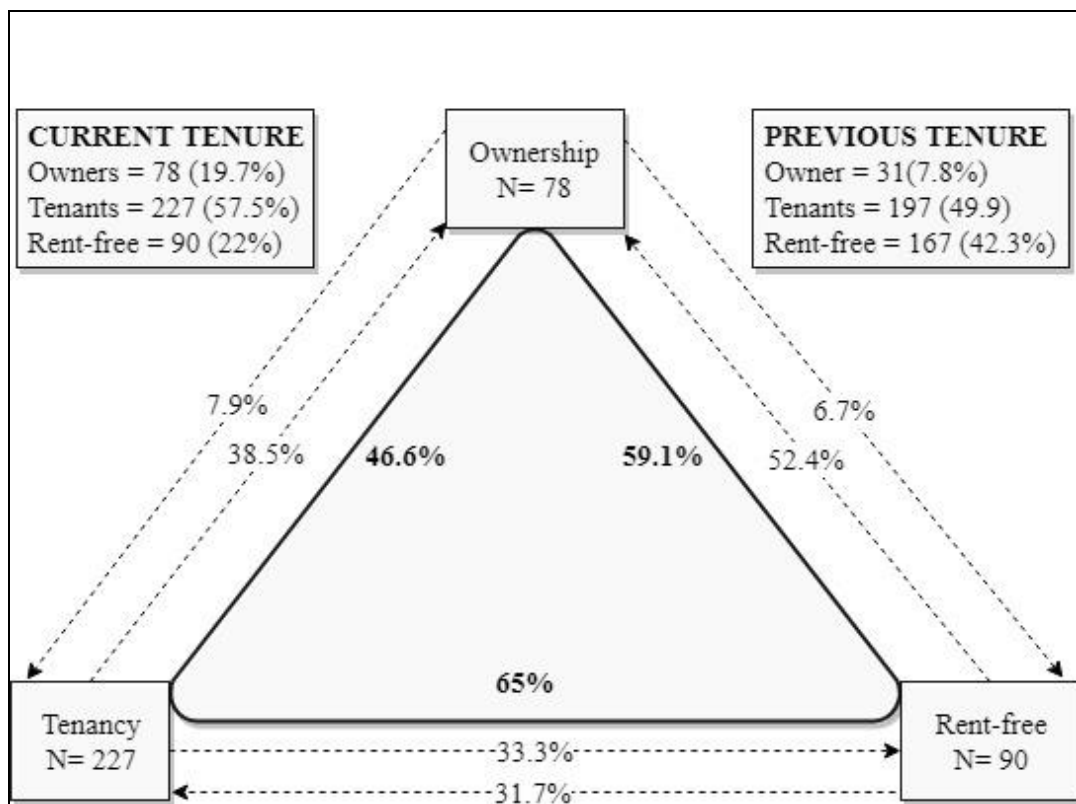 CURRENT TENURE
Owners = 78 (19.7%)
Tenants = 227 (57.5%)
Rent-free = 90 (22%)
Ownership
N= 78
PREVIOUS TENURE
Owner = 31(7.8%)
Tenants = 197 (49.9)
Rent-free = 167 (42.3%)
7.9%
38.5%
46.6%
59.1%
52.4%
6.7%
65%
Tenancy
N= 227
33.3%
31.7%
Rent-free
N= 90